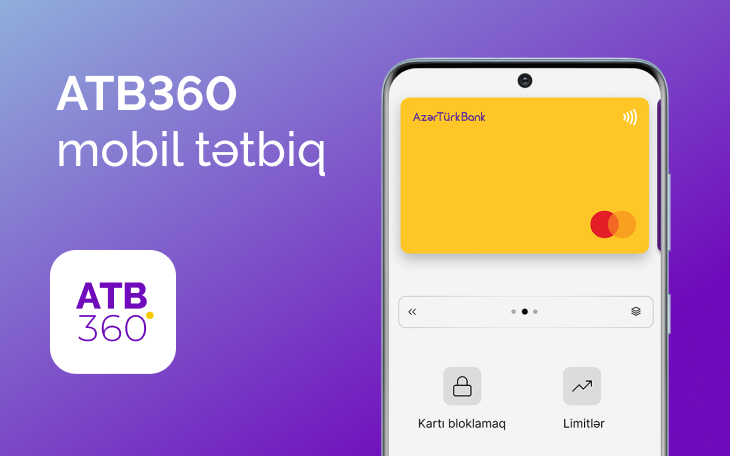 ATB360
mobil tətbiq
ATB
360
AzərTürkBank
Kartı bloklamaq
Limitlər